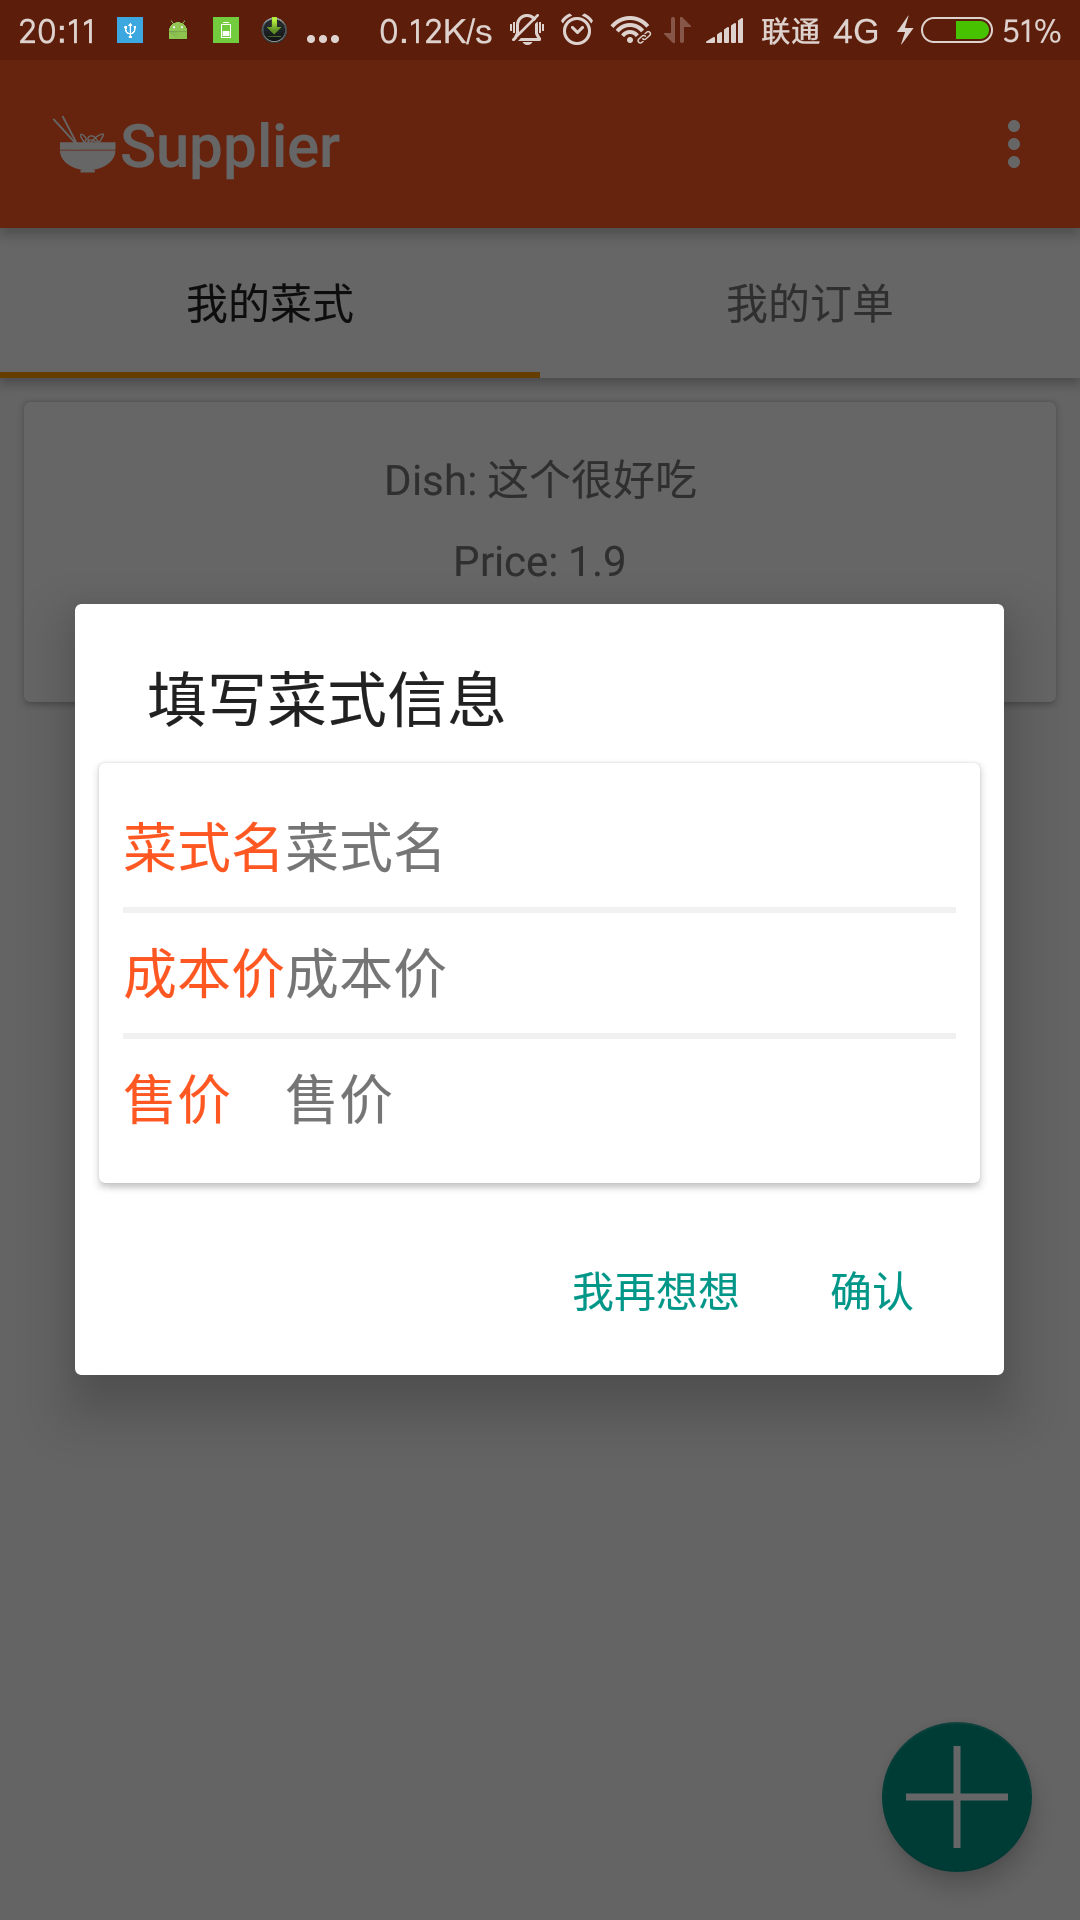 20:11 ... 0.12K/s 联通 4G 51%
Supplier
我的菜式 我的订单
Dish: 这个很好吃
Price: 1.9
填写菜式信息
菜式名 菜式名
成本价 成本价
售价 售价
我再想想 确认